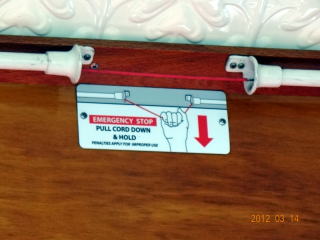 EMERGENCY STOP
PULL CORD DOWN
& HOLD
PENALTIES APPLY FOR IMPROPER USE
2012.03.14